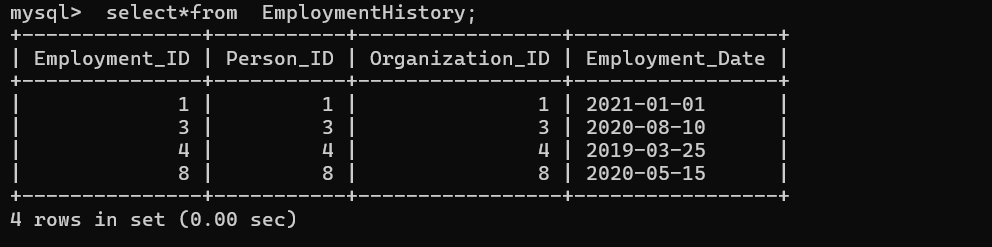 mysql>  select*from  EmploymentHistory;
+---------------+-----------+-----------------+-----------------+
| Employment_ID | Person_ID | Organization_ID | Employment_Date |
+---------------+-----------+-----------------+-----------------+
|             1 |         1 |               1 | 2021-01-01      |
|             3 |         3 |               3 | 2020-08-10      |
|             4 |         4 |               4 | 2019-03-25      |
|             8 |         8 |               8 | 2020-05-15      |
+---------------+-----------+-----------------+-----------------+
4 rows in set (0.00 sec)